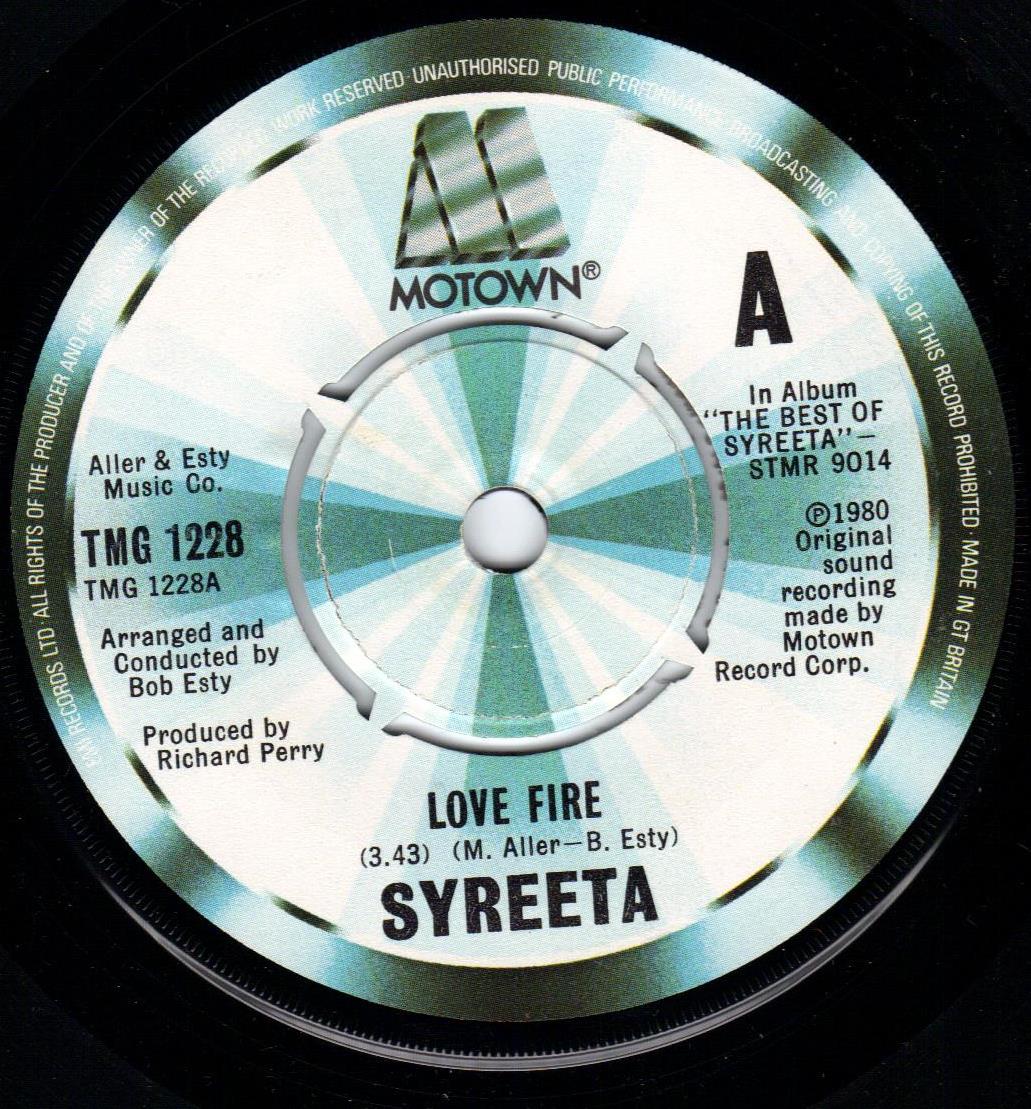 EMI RECORDS LTD · ALL RIGHTS OF THE PRODUCER AND OF THE OWNER OF THE RECORDED WORK RESERVED · UNAUTHORISED PUBLIC PERFORMANCE BROADCASTING AND COPYING OF THIS RECORD PROHIBITED · MADE IN GT BRITAIN
MOTOWN®
A
In Album
"THE BEST OF
SYREETA"—
STMR 9014
℗1980
Original
sound
recording
made by
Motown
Record Corp.
Aller & Esty
Music Co.
TMG 1228
TMG 1228A
Arranged and
Conducted by
Bob Esty
Produced by
Richard Perry
LOVE FIRE
(3.43) (M. Aller—B. Esty)
SYREETA